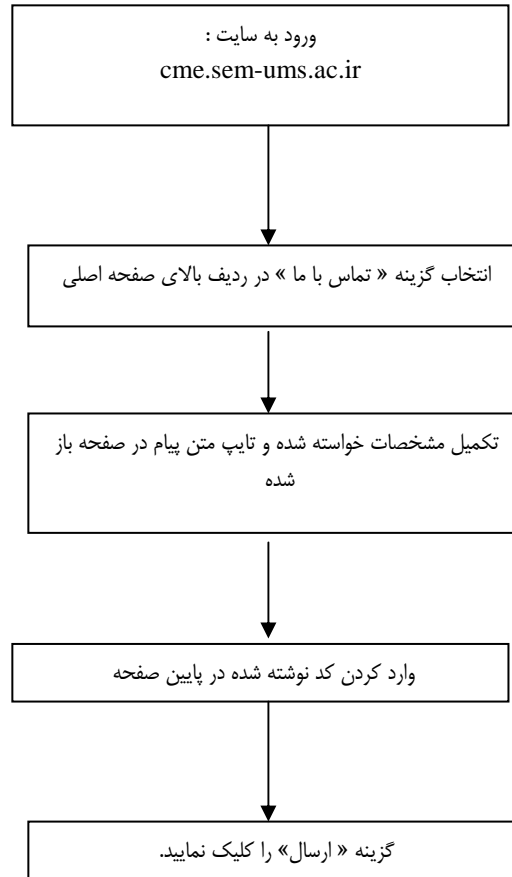 ورود به سایت :
cme.sem-ums.ac.ir
انتخاب گزینه « تماس با ما » در ردیف بالای صفحه اصلی
تکمیل مشخصات خواسته شده و تایپ متن پیام در صفحه باز
شده
وارد کردن کد نوشته شده در پایین صفحه
گزینه « ارسال» را کلیک نمایید.